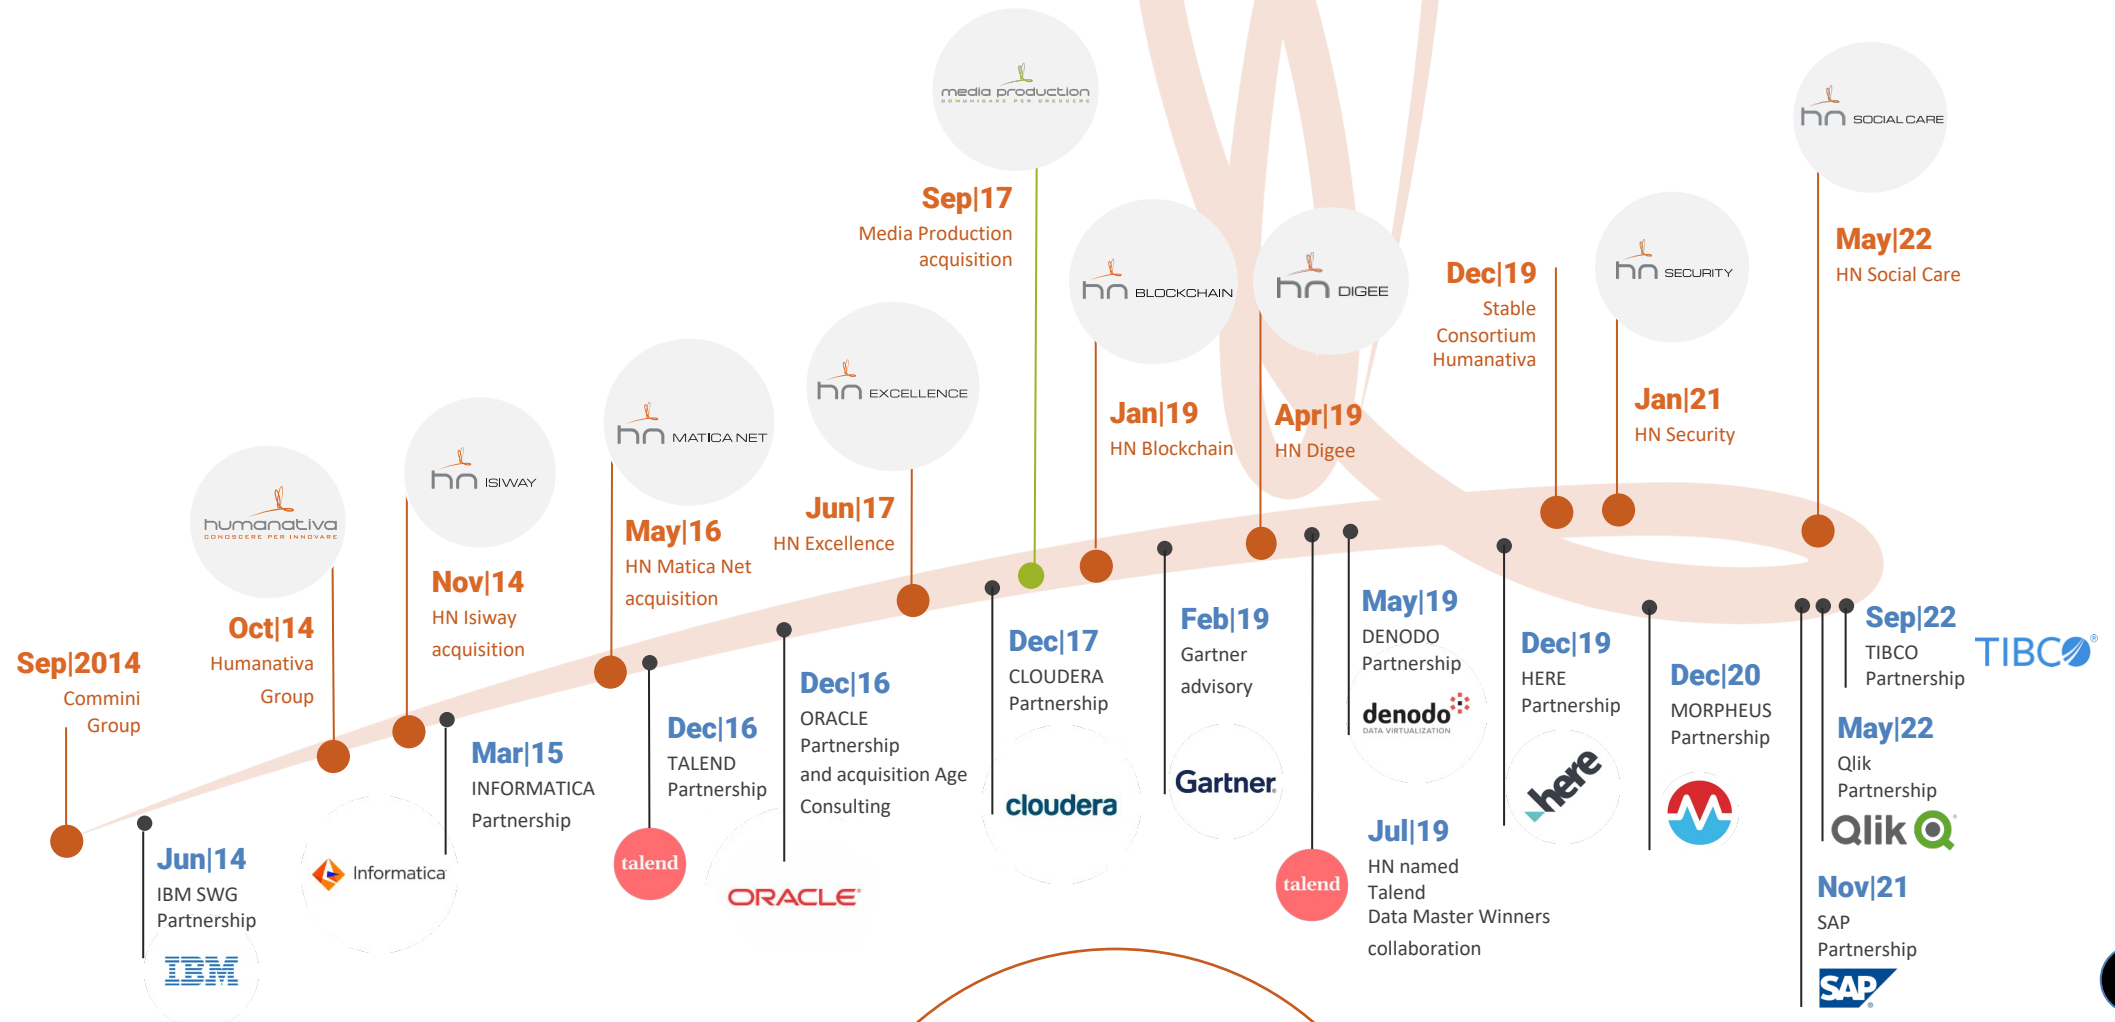 media production
COMUNICARE PER CRESCERE
Sep|17
Media Production
acquisition
hn SOCIAL CARE
May|22
HN Social Care
hn BLOCKCHAIN
Jan|19
HN Blockchain
hn DIGEE
Apr|19
HN Digee
Dec|19
Stable
Consortium
Humanativa
hn SECURITY
Jan|21
HN Security
hn EXCELLENCE
Jun|17
HN Excellence
hn MATICA NET
May|16
HN Matica Net
acquisition
hn ISIWAY
Nov|14
HN Isiway
acquisition
humanativa
CONOSCERE PER INNOVARE
Oct|14
Humanativa
Group
Sep|2014
Commini
Group
Jun|14
IBM SWG
Partnership
IBM
Mar|15
INFORMATICA
Partnership
Informatica
Dec|16
TALEND
Partnership
talend
Dec|16
ORACLE
Partnership
and acquisition Age
Consulting
ORACLE
Dec|17
CLOUDERA
Partnership
cloudera
Feb|19
Gartner
advisory
Gartner
May|19
DENODO
Partnership
denodo
DATA VIRTUALIZATION
Jul|19
HN named
Talend
Data Master Winners
collaboration
talend
Dec|19
HERE
Partnership
here
Dec|20
MORPHEUS
Partnership
Sep|22
TIBCO
Partnership
TIBCO®
May|22
Qlik
Partnership
Qlik
Nov|21
SAP
Partnership
SAP